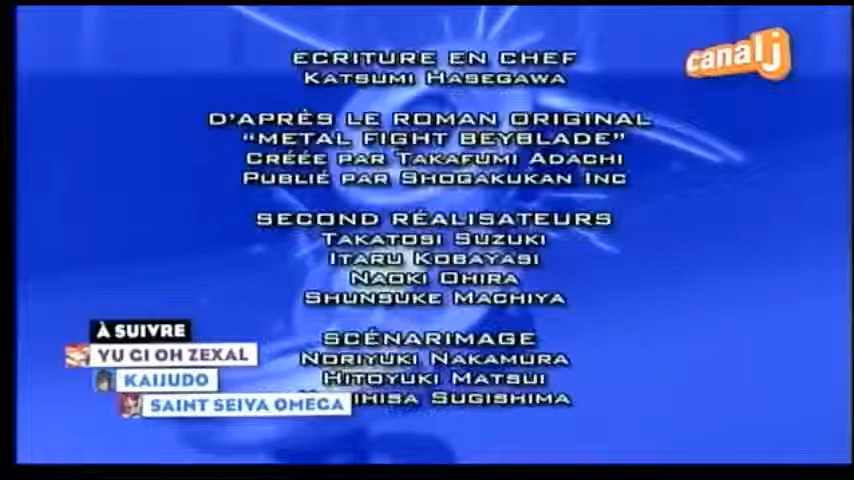 ECRITURE EN CHEF
KATSUMI HASEGAWA
D'APRÈS LE ROMAN ORIGINAL
"METAL FIGHT BEYBLADE"
CRÉÉE PAR TAKAFUMI ADACHI
PUBLIÉ PAR SHOGAKUKAN INC
SECOND RÉALISATEURS
TAKATOSI SUZUKI
ITARU KOBAYASI
NAOKI OHIRA
SHUNSUKE MACHIYA
SCÉNARIMAGE
NORIYUKI NAKAMURA
HITOYUKI MATSUI
SUGISHIMA
canal j
À SUIVRE
YU GI OH ZEXAL
KAIJUDO
SAINT SEIYA OMEGA